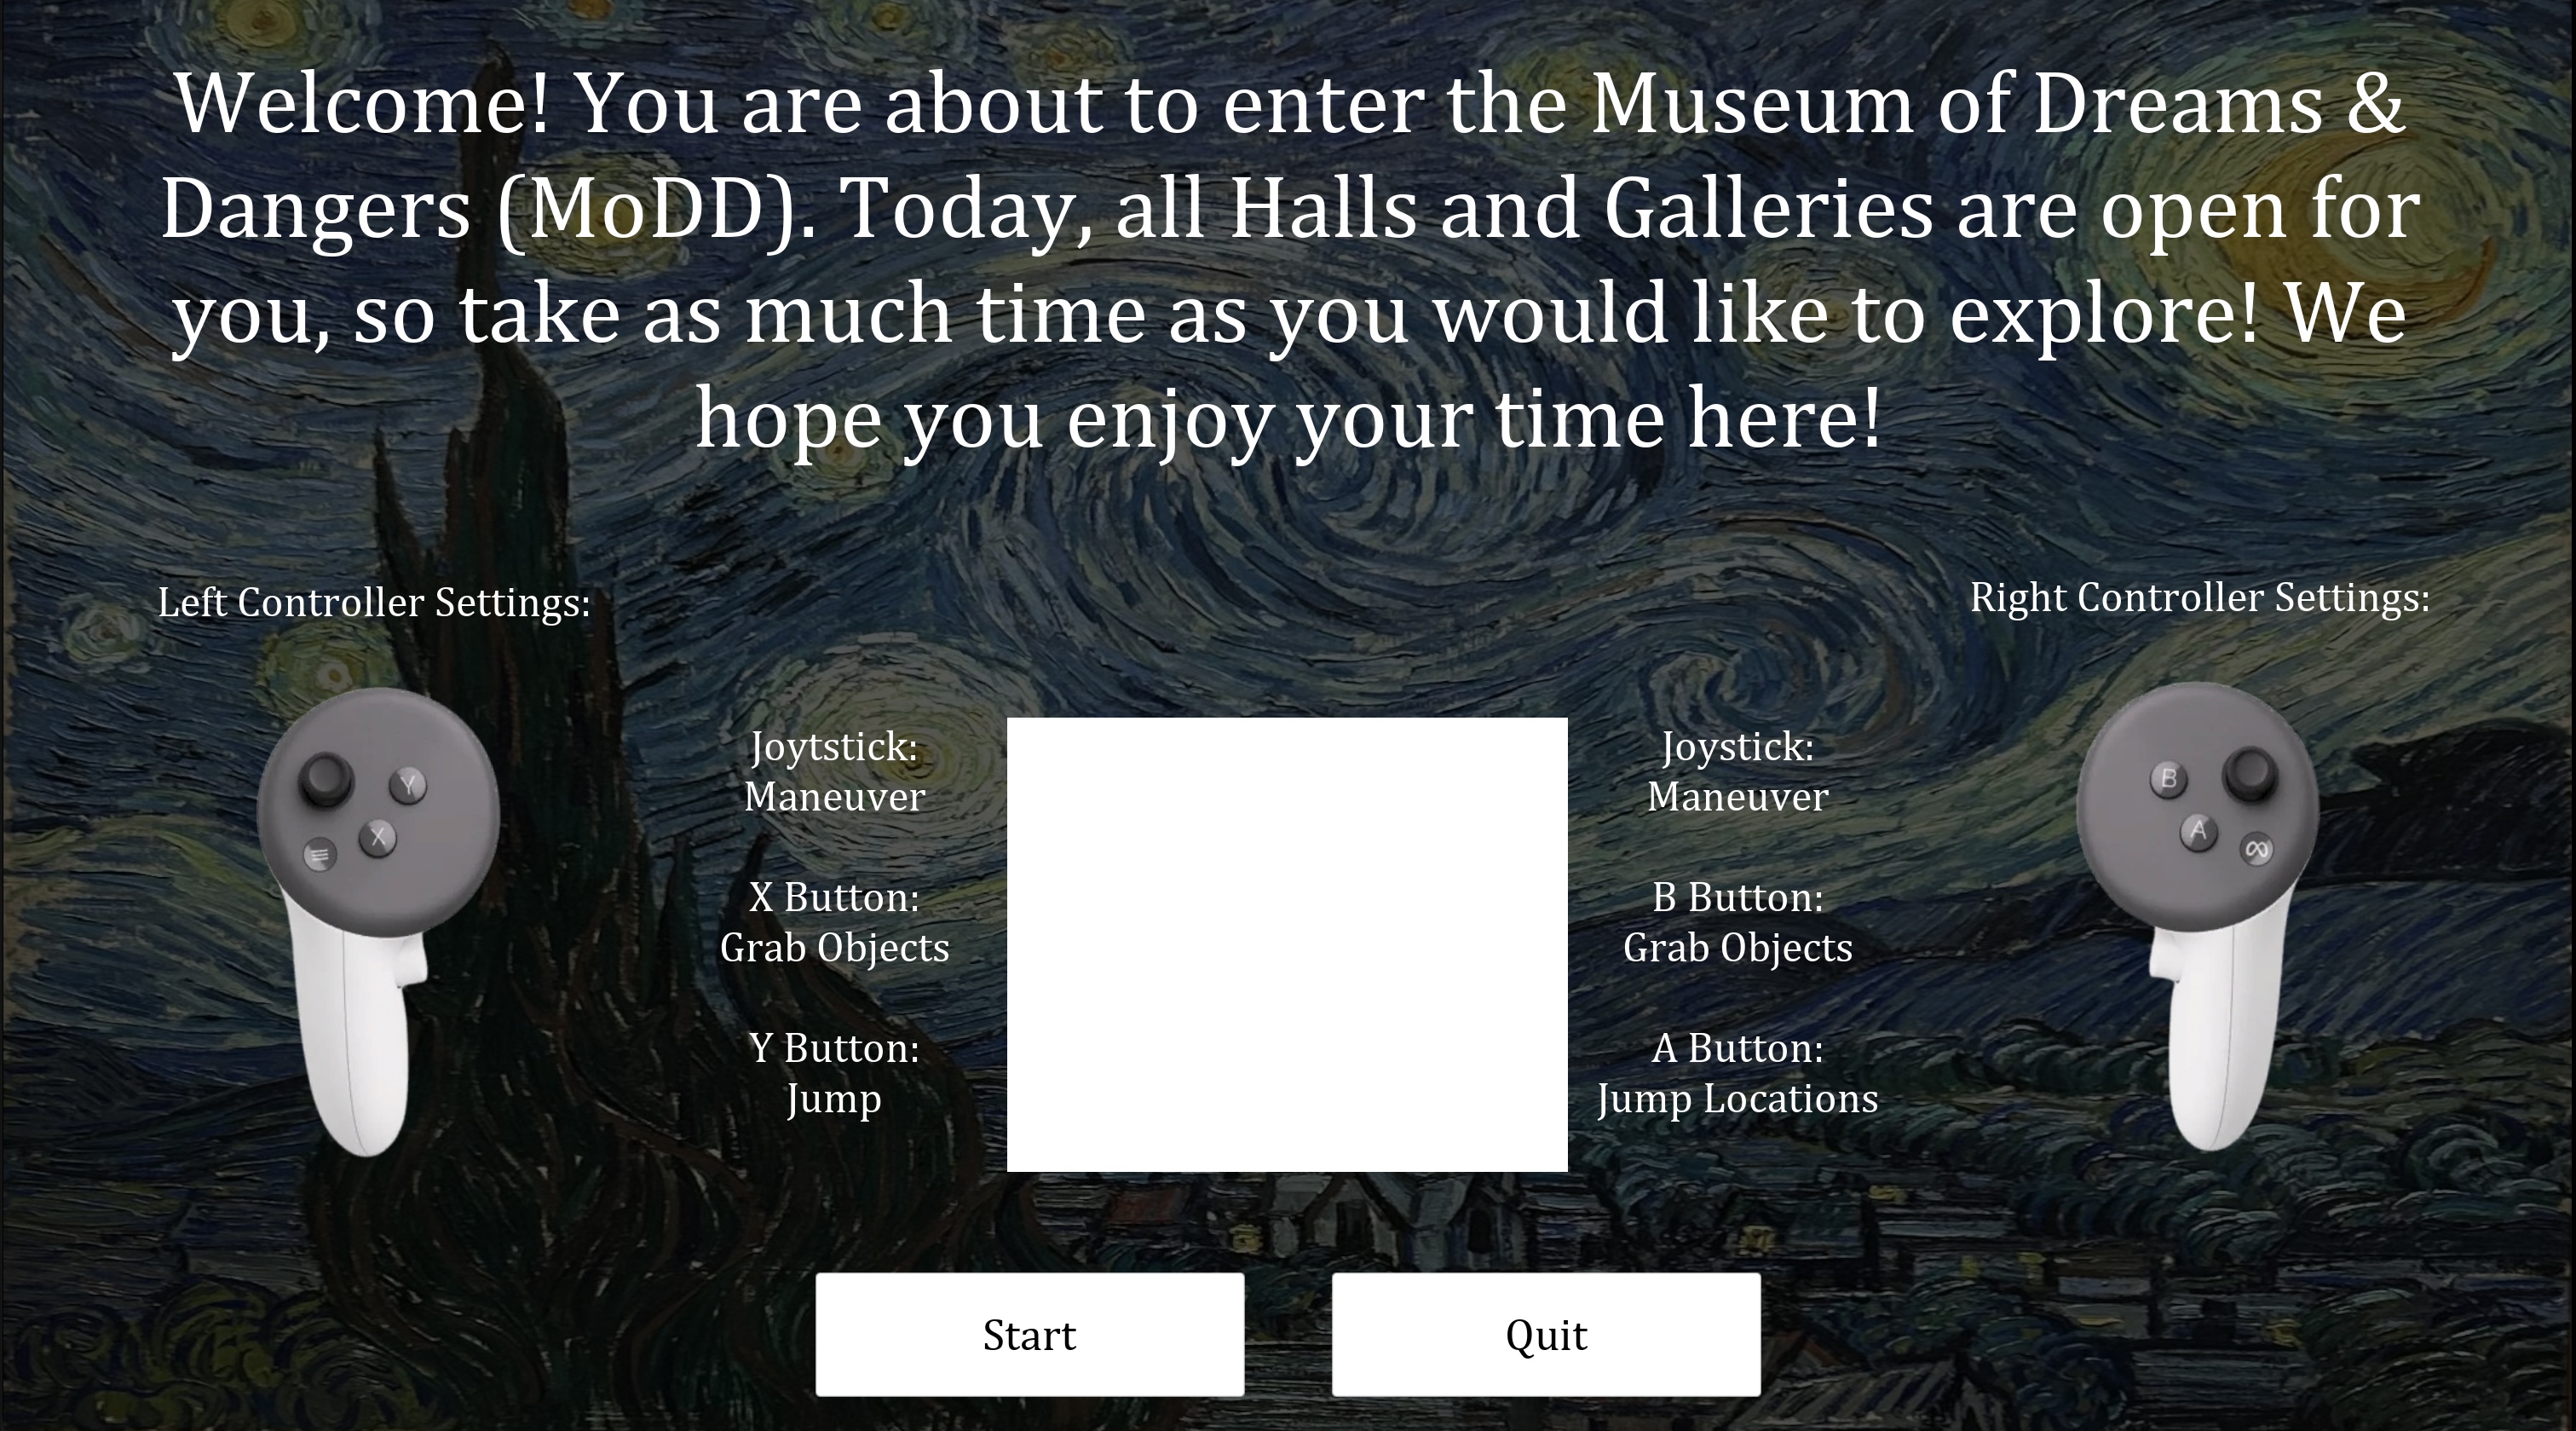 Welcome! You are about to enter the Museum of Dreams &
Dangers (MoDD). Today, all Halls and Galleries are open for
you, so take as much time as you would like to explore! We
hope you enjoy your time here!
Left Controller Settings:
Y
X
Joytstick:
Maneuver
X Button:
Grab Objects
Y Button:
Jump
Right Controller Settings:
Joystick:
Maneuver
B Button:
Grab Objects
A Button:
Jump Locations
B
A
Start
Quit